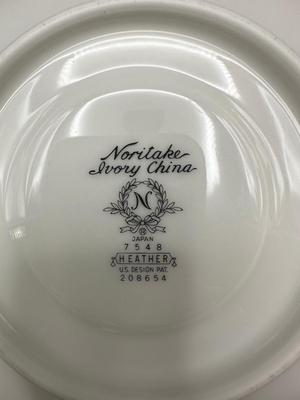 Noritake
Ivory China
N
®
JAPAN
7548
HEATHER
U.S. DESIGN PAT.
208654